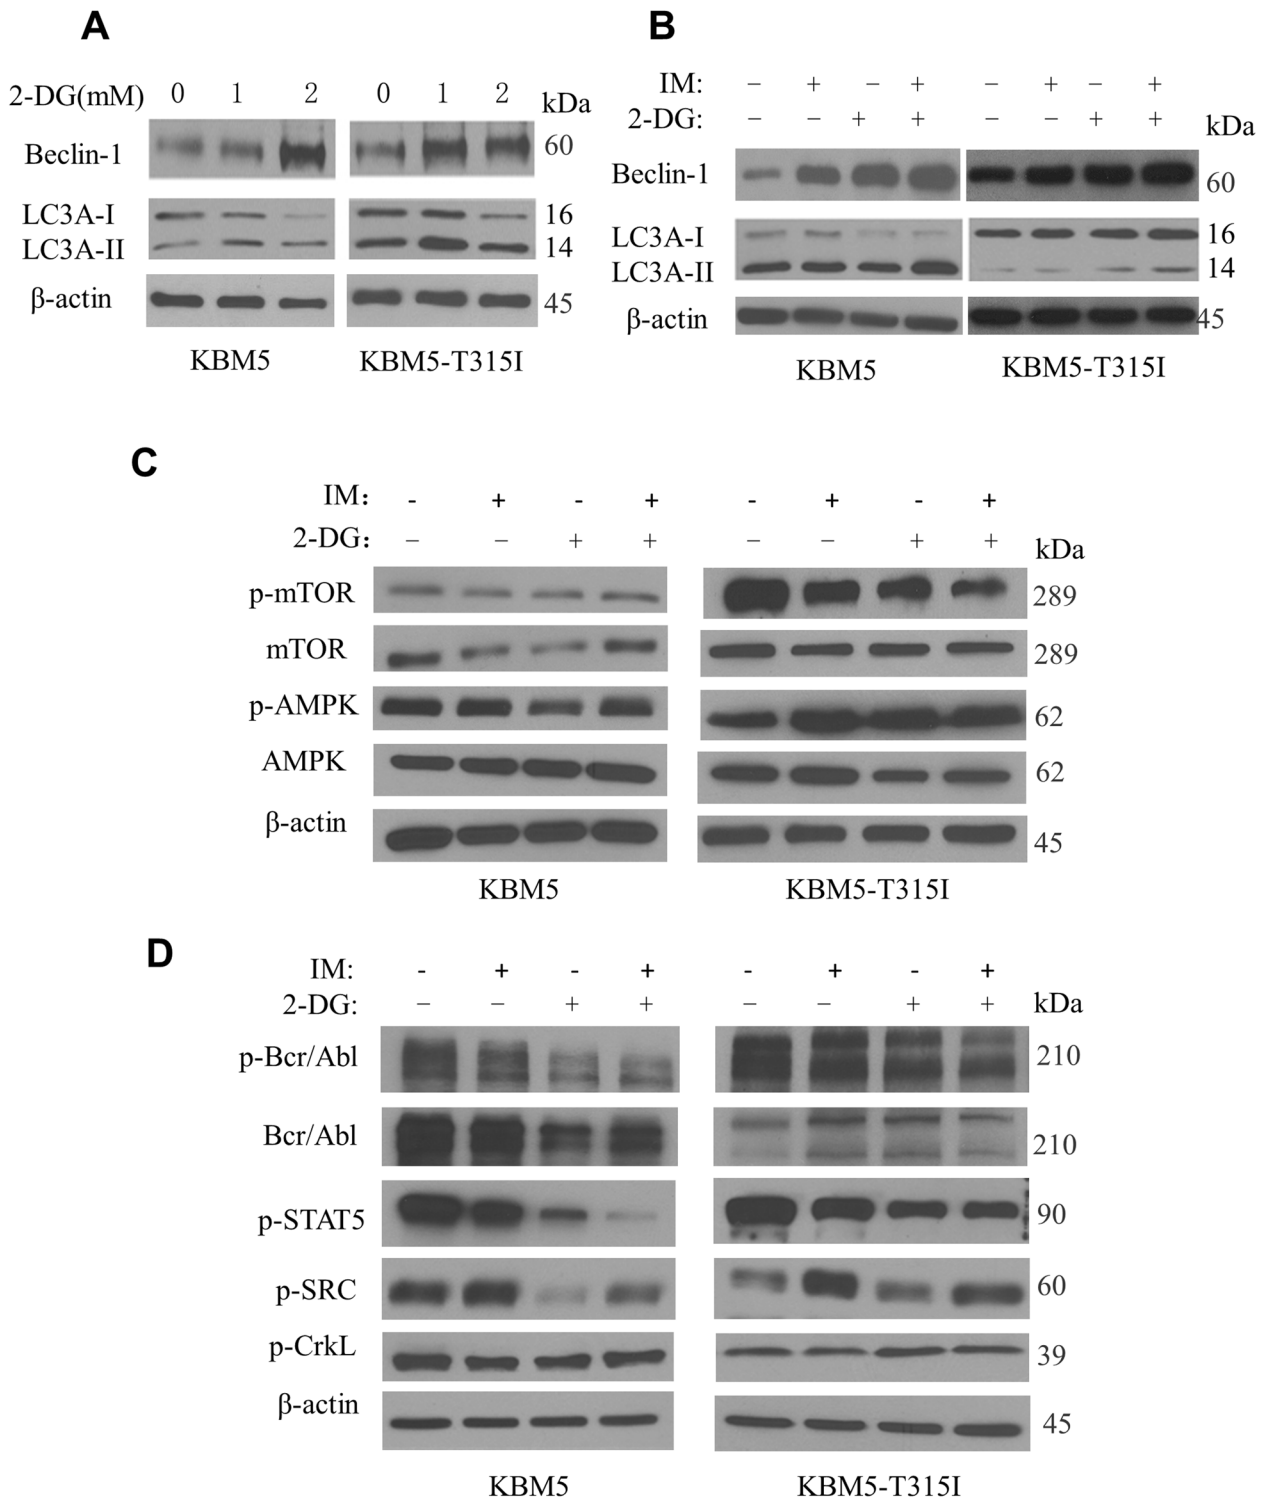 A
2-DG(mM) 0 1 2 0 1 2 kDa
Beclin-1 60
LC3A-I 16
LC3A-II 14
β-actin 45
KBM5 KBM5-T315I
B
IM: − + − + − + − +
2-DG: − − + + − − + + kDa
Beclin-1 60
LC3A-I 16
LC3A-II 14
β-actin 45
KBM5 KBM5-T315I
C
IM: - + - + - + - +
2-DG: − − + + − − + + kDa
p-mTOR 289
mTOR 289
p-AMPK 62
AMPK 62
β-actin 45
KBM5 KBM5-T315I
D
IM: - + - + - + - +
2-DG: − − + + − − + + kDa
p-Bcr/Abl 210
Bcr/Abl 210
p-STAT5 90
p-SRC 60
p-CrkL 39
β-actin 45
KBM5 KBM5-T315I